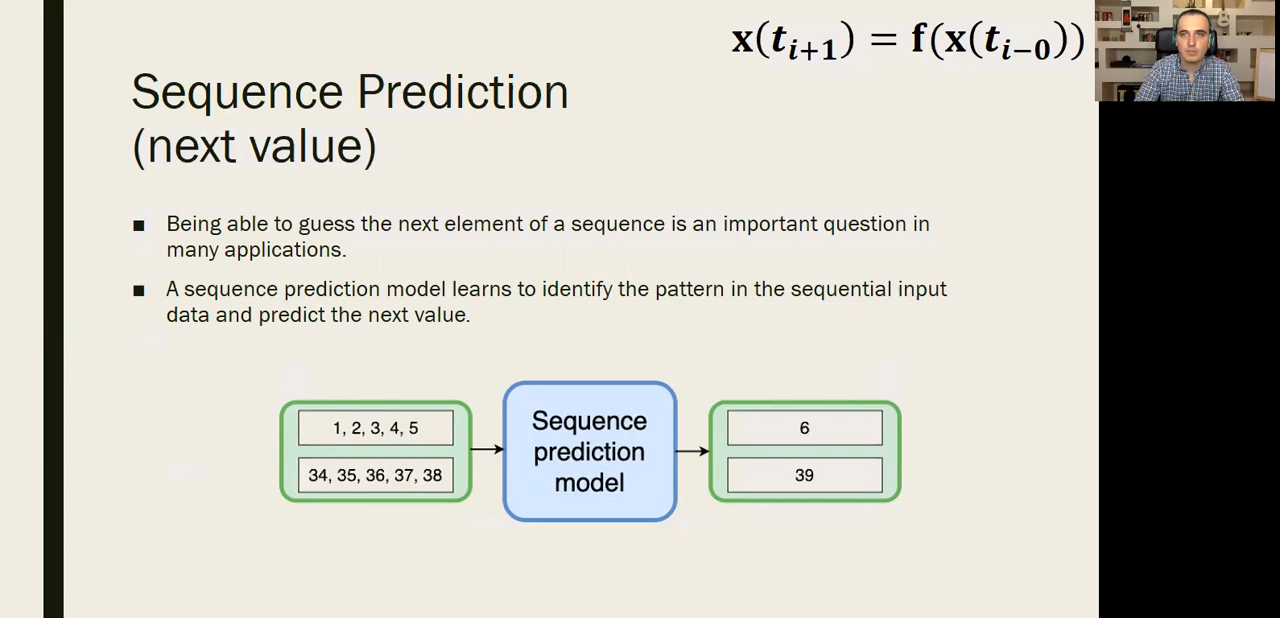 x(tᵢ₊₁) = f(x(tᵢ₋₀))
Sequence Prediction
(next value)
■ Being able to guess the next element of a sequence is an important question in
many applications.
■ A sequence prediction model learns to identify the pattern in the sequential input
data and predict the next value.
1, 2, 3, 4, 5
34, 35, 36, 37, 38
Sequence
prediction
model
6
39